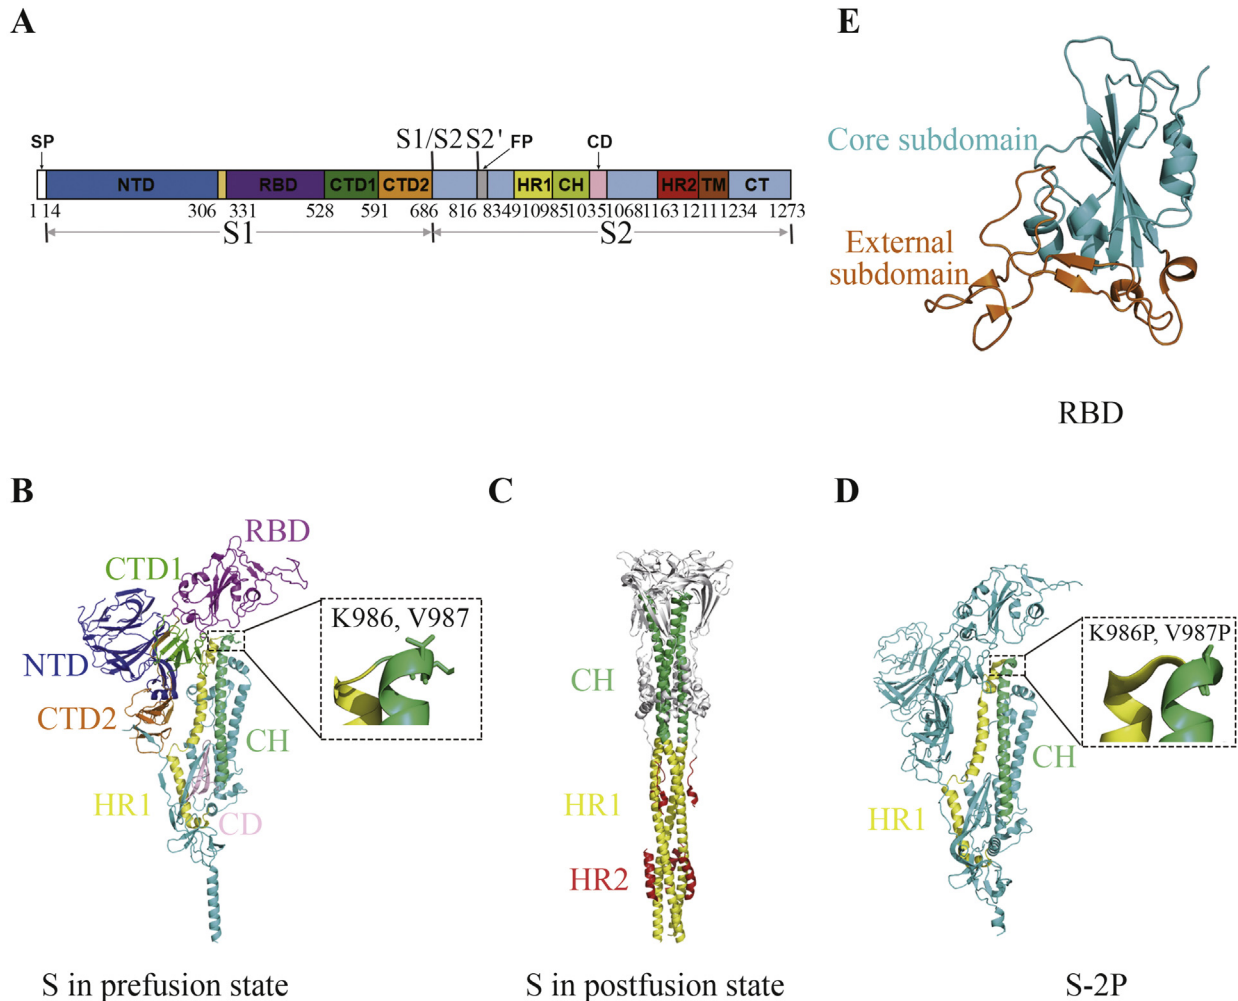 A
S1/S2 S2' FP CD
SP
NTD RBD CTD1 CTD2 HR1 CH HR2 TM CT
1 14 306 331 528 591 686 816 834 910 985 1035 1068 1163 1211 1234 1273
S1 S2
E
Core subdomain
External
subdomain
RBD
B
RBD
CTD1
K986, V987
NTD
CTD2
CH
HR1
CD
S in prefusion state
C
CH
HR1
HR2
S in postfusion state
D
K986P, V987P
CH
HR1
S-2P